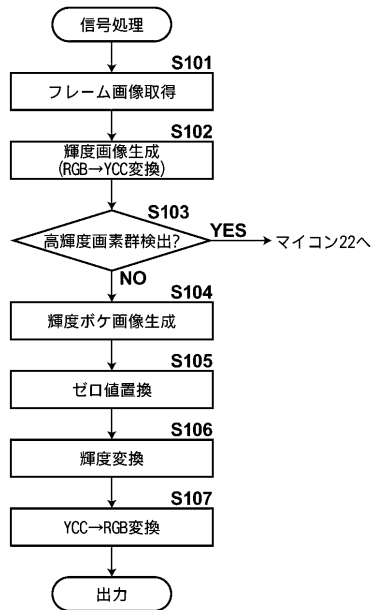 信号処理
S101
フレーム画像取得
S102
輝度画像生成
(RGB→YCC変換)
S103
高輝度画素群検出?
YES
マイコン22へ
NO
S104
輝度ボケ画像生成
S105
ゼロ値置換
S106
輝度変換
S107
YCC→RGB変換
出力